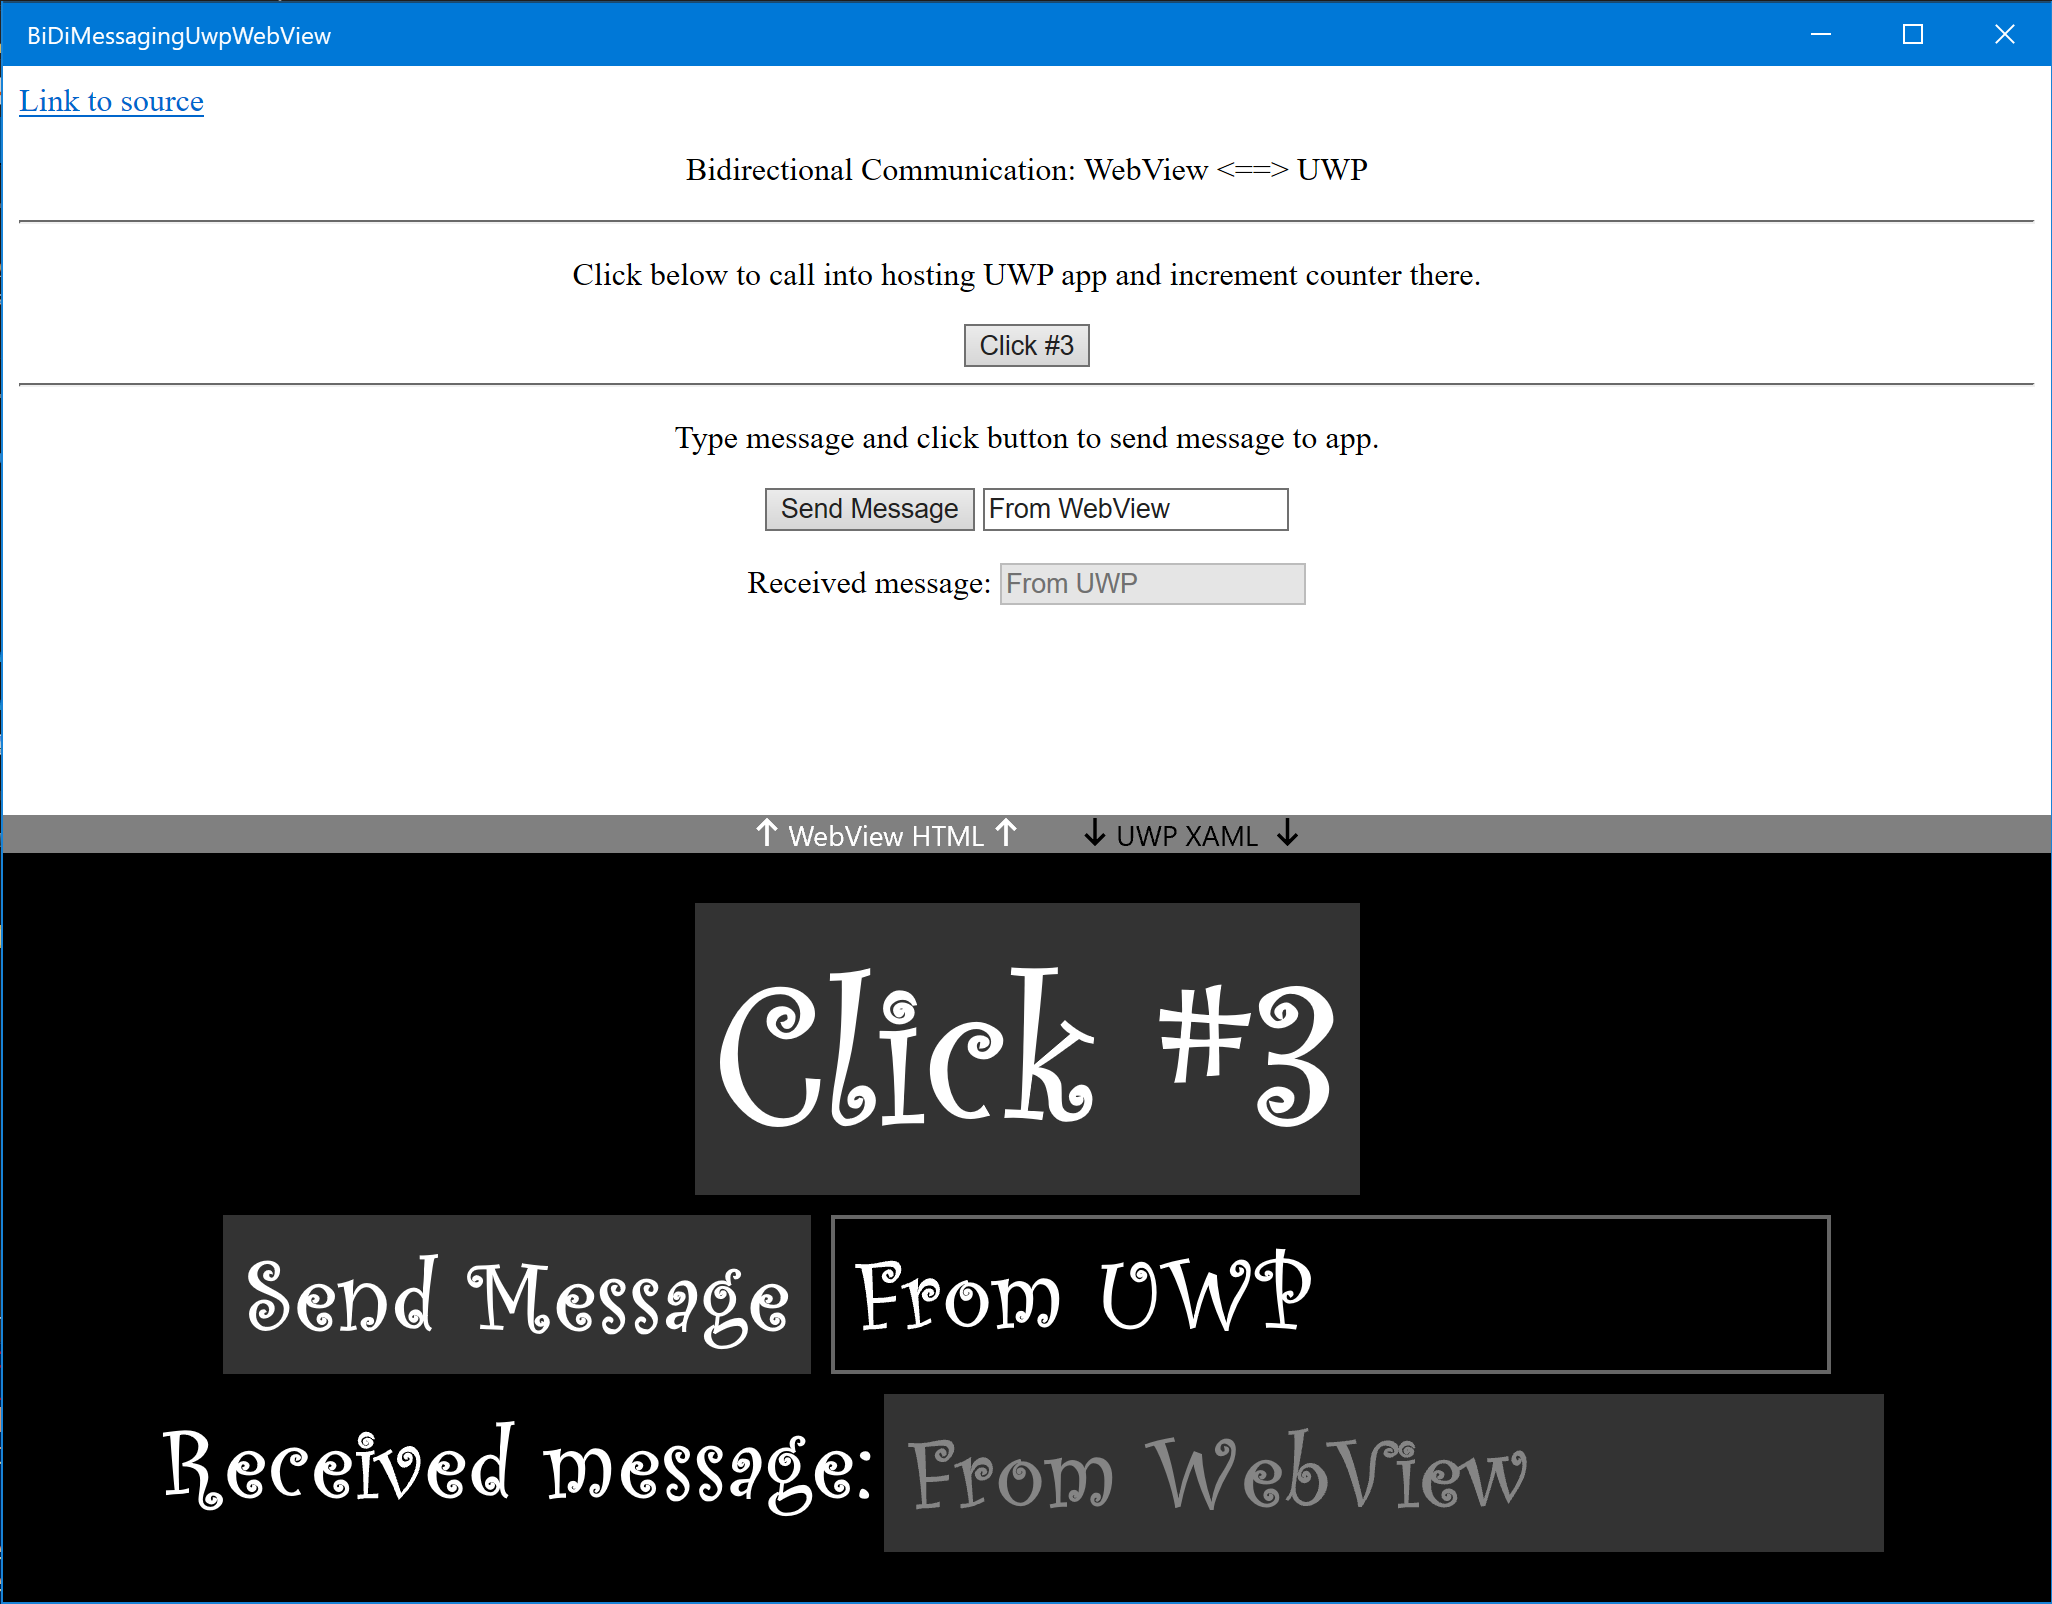 BiDiMessagingUwpWebView
Link to source
Bidirectional Communication: WebView <==> UWP
Click below to call into hosting UWP app and increment counter there.
Click #3
Type message and click button to send message to app.
Send Message From WebView
Received message: From UWP
↑ WebView HTML ↑ ↓ UWP XAML ↓
Click #3
Send Message From UWP
Received message: From WebView